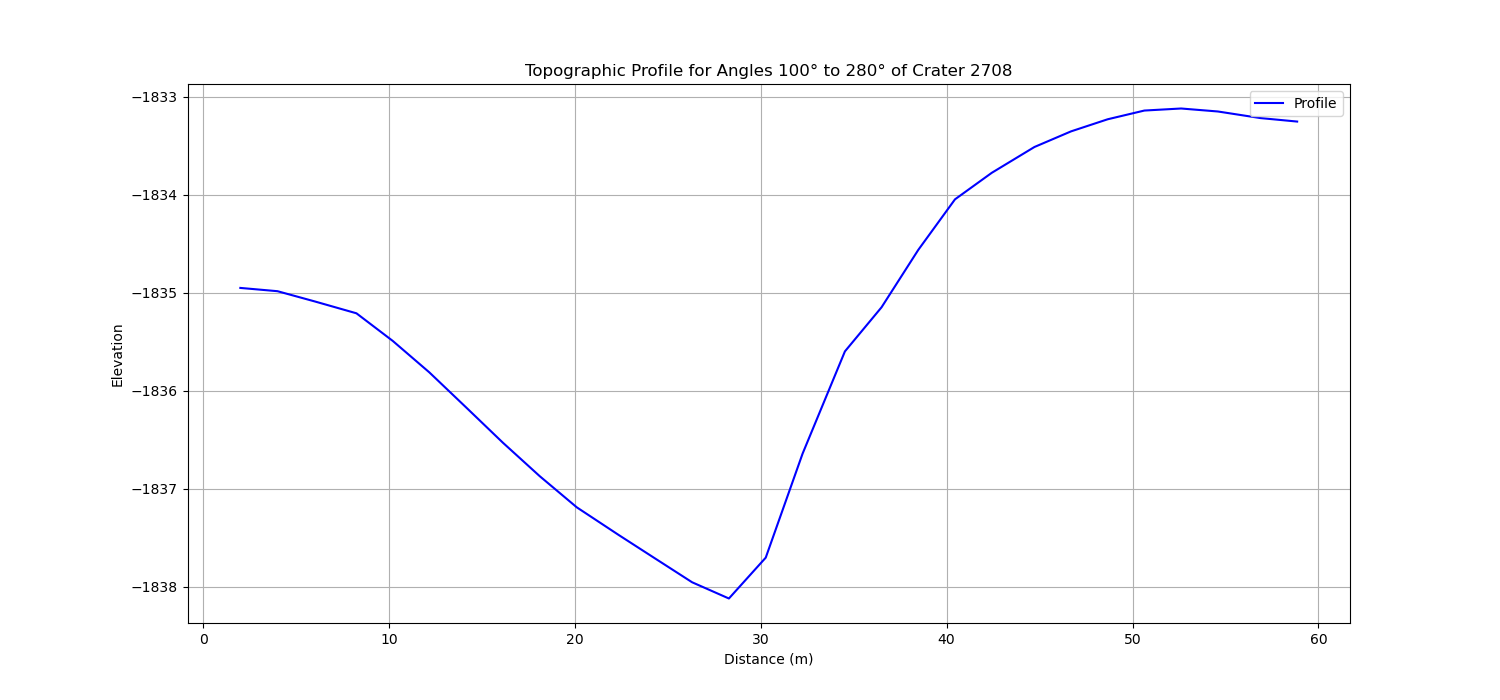 Topographic Profile for Angles 100° to 280° of Crater 2708
Profile
−1833
−1834
−1835
−1836
−1837
−1838
Elevation
0 10 20 30 40 50 60
Distance (m)